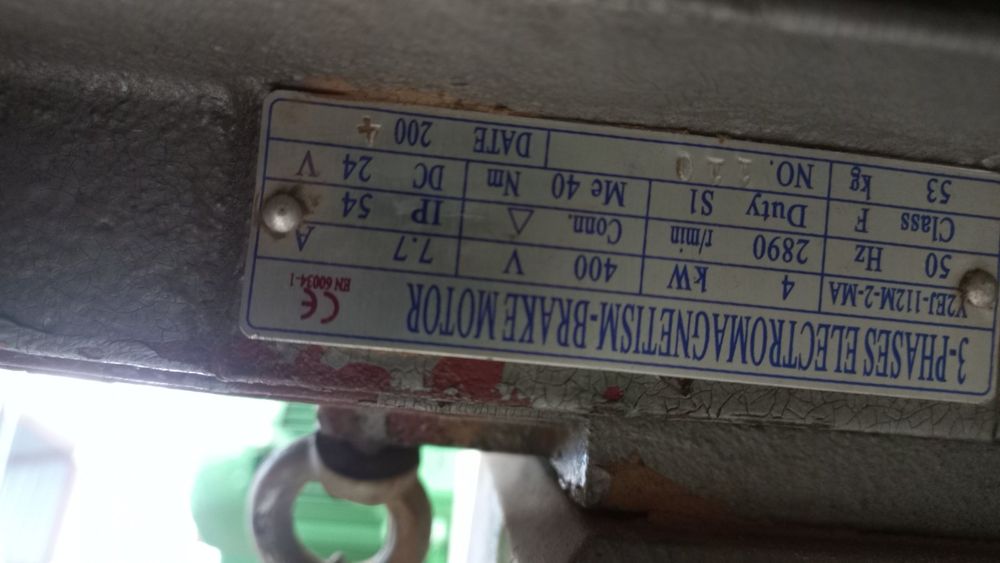 3-PHASES ELECTROMAGNETISM-BRAKE MOTOR CE EN 60034-1
Y2EJ-112M-2-MA 4 kW 400 V 7.7 A
50 Hz 2890 r/min Conn. △ IP 54
Class F Duty S1 Me 40 Nm DC 24 V
53 kg NO. DATE 2004